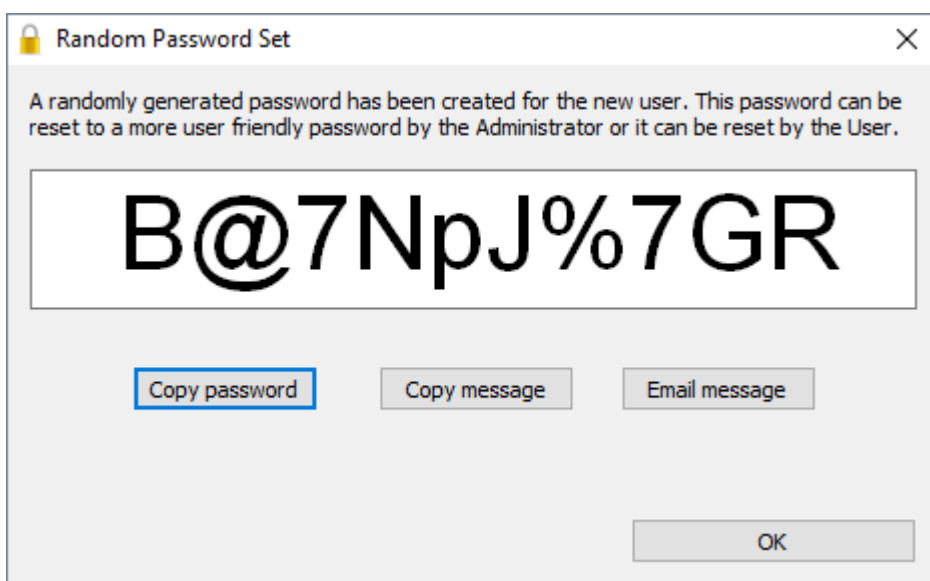 Random Password Set
A randomly generated password has been created for the new user. This password can be
reset to a more user friendly password by the Administrator or it can be reset by the User.
B@7NpJ%7GR
Copy password
Copy message
Email message
OK